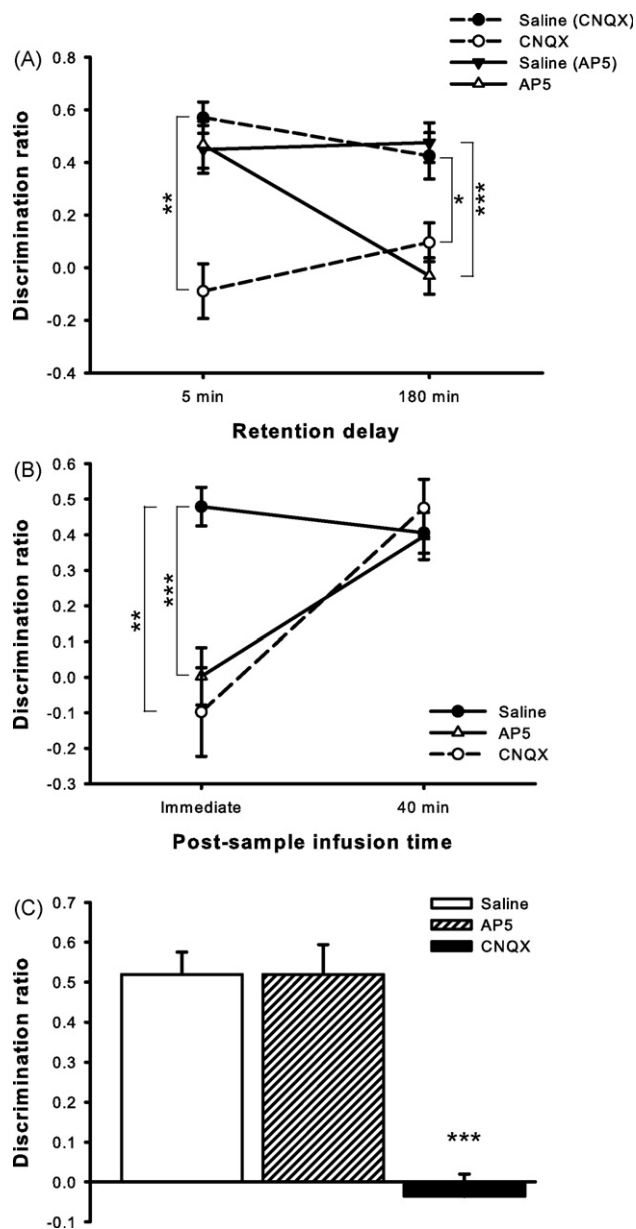 (A)
Saline (CNQX)
CNQX
Saline (AP5)
AP5
Discrimination ratio
0.8
0.6
0.4
0.2
0.0
-0.2
-0.4
**
*
***
5 min
180 min
Retention delay
(B)
Discrimination ratio
0.6
0.5
0.4
0.3
0.2
0.1
0.0
-0.1
-0.2
-0.3
**
***
Saline
AP5
CNQX
Immediate
40 min
Post-sample infusion time
(C)
Discrimination ratio
0.7
0.6
0.5
0.4
0.3
0.2
0.1
0.0
-0.1
Saline
AP5
CNQX
***